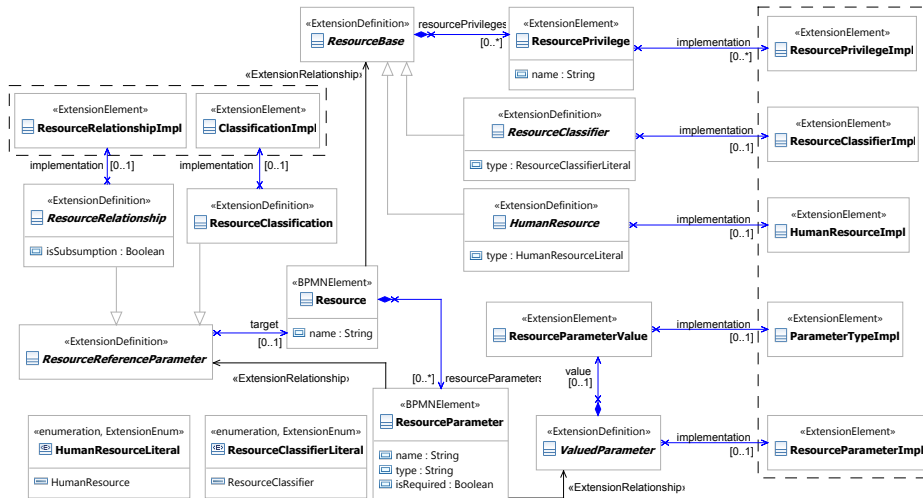 «ExtensionDefinition»
ResourceBase
resourcePrivileges
[0..*]
«ExtensionElement»
ResourcePrivilege
name : String
implementation
[0..*]
«ExtensionElement»
ResourcePrivilegeImpl
«ExtensionRelationship»
«ExtensionElement»
ResourceRelationshipImpl
«ExtensionElement»
ClassificationImpl
«ExtensionDefinition»
ResourceClassifier
type : ResourceClassifierLiteral
implementation
[0..1]
«ExtensionElement»
ResourceClassifierImpl
implementation
[0..1]
implementation
[0..1]
«ExtensionDefinition»
ResourceRelationship
isSubsumption : Boolean
«ExtensionDefinition»
ResourceClassification
«ExtensionDefinition»
HumanResource
type : HumanResourceLiteral
implementation
[0..1]
«ExtensionElement»
HumanResourceImpl
«BPMNElement»
Resource
name : String
target
[0..1]
«ExtensionDefinition»
ResourceReferenceParameter
«ExtensionElement»
ResourceParameterValue
implementation
[0..1]
«ExtensionElement»
ParameterTypeImpl
«ExtensionRelationship»
[0..*]
resourceParameters
value
[0..1]
«BPMNElement»
ResourceParameter
name : String
type : String
isRequired : Boolean
«ExtensionDefinition»
ValuedParameter
implementation
[0..1]
«ExtensionElement»
ResourceParameterImpl
«enumeration, ExtensionEnum»
HumanResourceLiteral
HumanResource
«enumeration, ExtensionEnum»
ResourceClassifierLiteral
ResourceClassifier
«ExtensionRelationship»